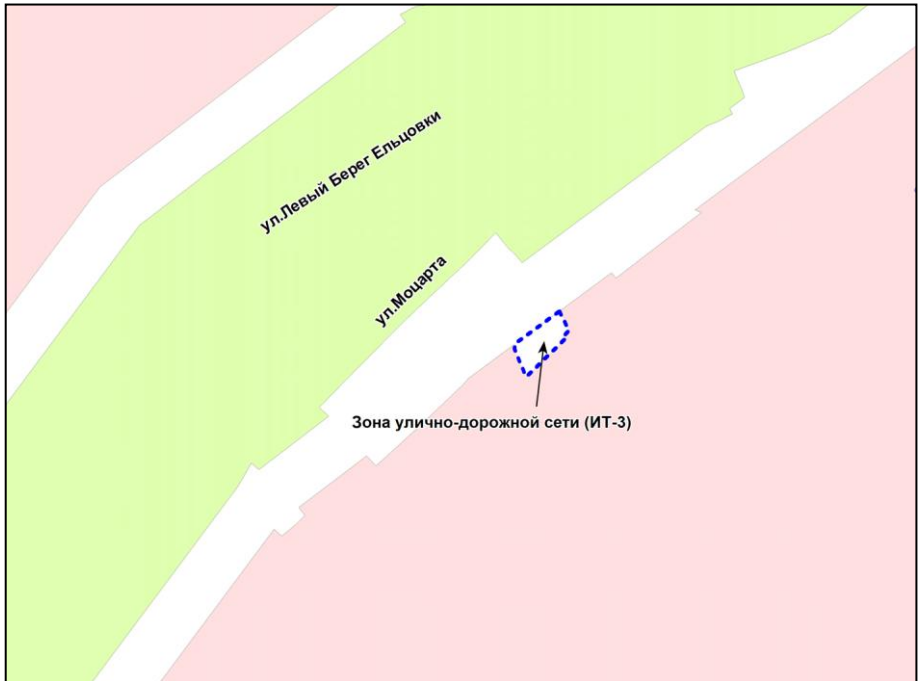 ул.Левый Берег Ельцовки
ул.Моцарта
Зона улично-дорожной сети (ИТ-3)